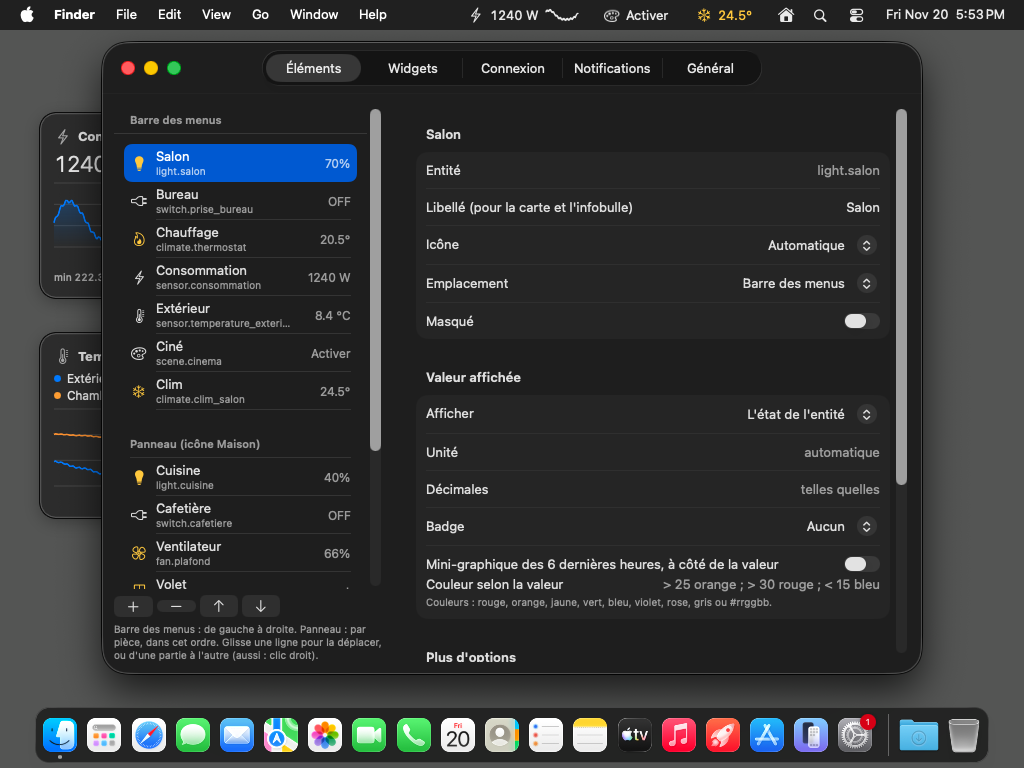 Finder File Edit View Go Window Help 1240 W Activer 24.5° Fri Nov 20 5:53 PM
Éléments Widgets Connexion Notifications Général
Con
1240
min 222.3
Tem
Extérie
Cham
Barre des menus
Salon
light.salon
70%
Bureau
switch.prise_bureau
OFF
Chauffage
climate.thermostat
20.5°
Consommation
sensor.consommation
1240 W
Extérieur
sensor.temperature_exteri...
8.4 °C
Ciné
scene.cinema
Activer
Clim
climate.clim_salon
24.5°
Panneau (icône Maison)
Cuisine
light.cuisine
40%
Cafetière
switch.cafetiere
OFF
Ventilateur
fan.plafond
66%
Volet
Barre des menus : de gauche à droite. Panneau : par
pièce, dans cet ordre. Glisse une ligne pour la déplacer,
ou d'une partie à l'autre (aussi : clic droit).
Salon
Entité light.salon
Libellé (pour la carte et l'infobulle) Salon
Icône Automatique
Emplacement Barre des menus
Masqué
Valeur affichée
Afficher L'état de l'entité
Unité automatique
Décimales telles quelles
Badge Aucun
Mini-graphique des 6 dernières heures, à côté de la valeur
Couleur selon la valeur > 25 orange ; > 30 rouge ; < 15 bleu
Couleurs : rouge, orange, jaune, vert, bleu, violet, rose, gris ou #rrggbb.
Plus d'options
Fri
20
tv
1